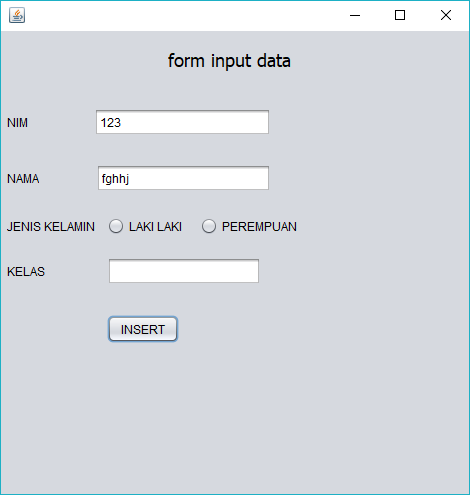 form input data
NIM 123
NAMA fghhj
JENIS KELAMIN LAKI LAKI PEREMPUAN
KELAS
INSERT